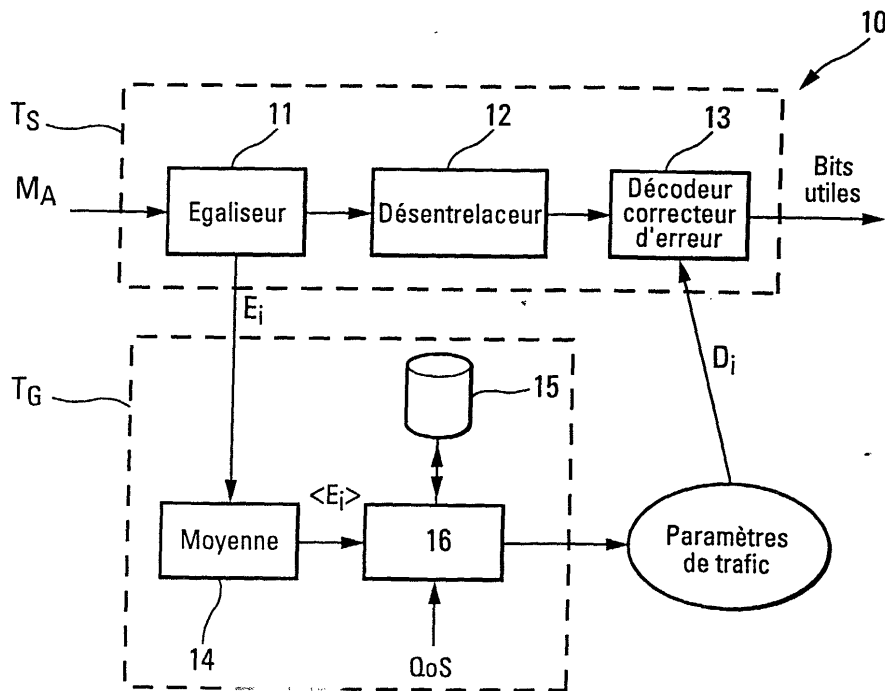 10
T_S
11
12
13
M_A
Egaliseur
Désentrelaceur
Décodeur
correcteur
d'erreur
Bits
utiles
E_i
D_i
T_G
15
<E_i>
Moyenne
16
Paramètres
de trafic
14
QoS